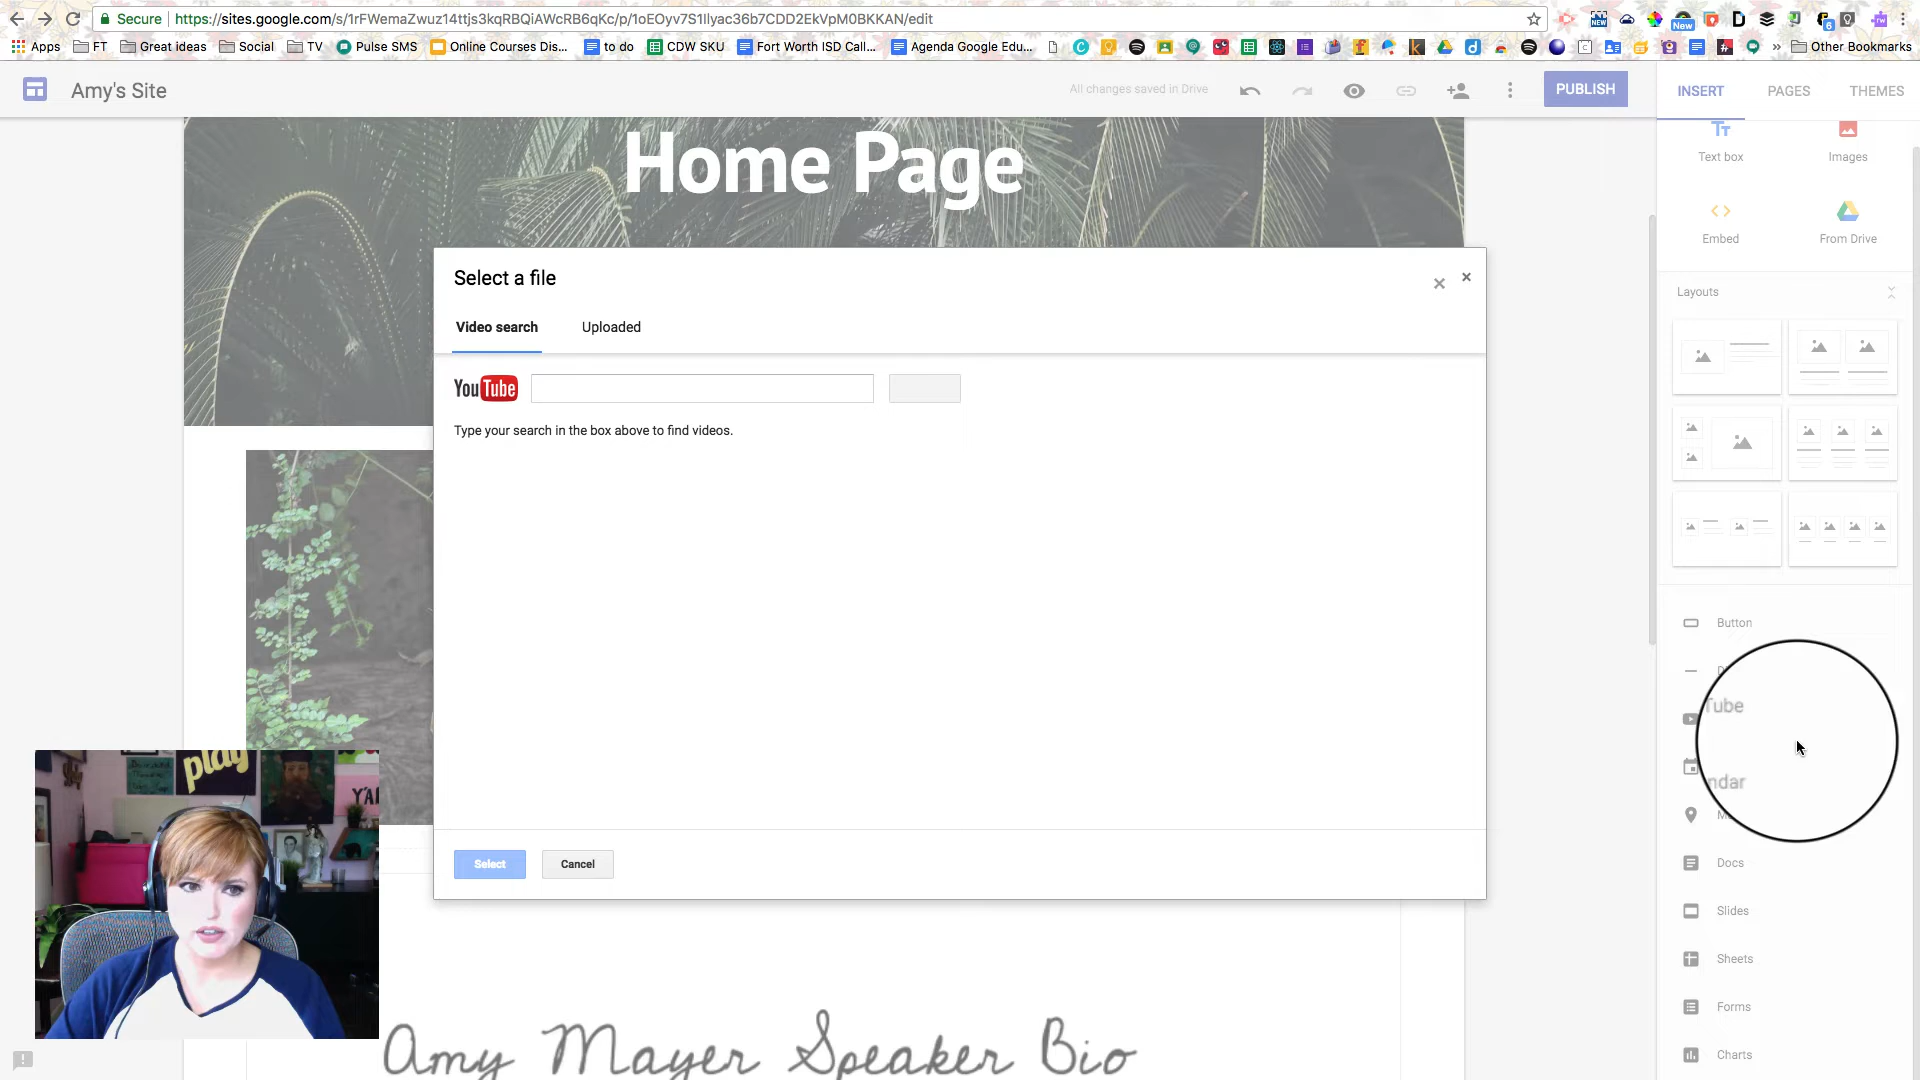 Secure https://sites.google.com/s/1rFWemaZwuz14ttjs3kqRBQiAWcRB6qKc/p/1oEOyv7S1Ilyac36b7CDD2EkVpM0BKKAN/edit
New
NEW
6
Apps FT Great ideas Social TV Pulse SMS Online Courses Dis... to do CDW SKU Fort Worth ISD Call... Agenda Google Edu... » Other Bookmarks
Amy's Site
All changes saved in Drive
PUBLISH
INSERT PAGES THEMES
Text box Images
Embed From Drive
Layouts
Home Page
Select a file
Video search Uploaded
YouTube
Type your search in the box above to find videos.
Select Cancel
Button
Tube
ndar
Docs
Slides
Sheets
Forms
Charts
play
Amy Mayer Speaker Bio